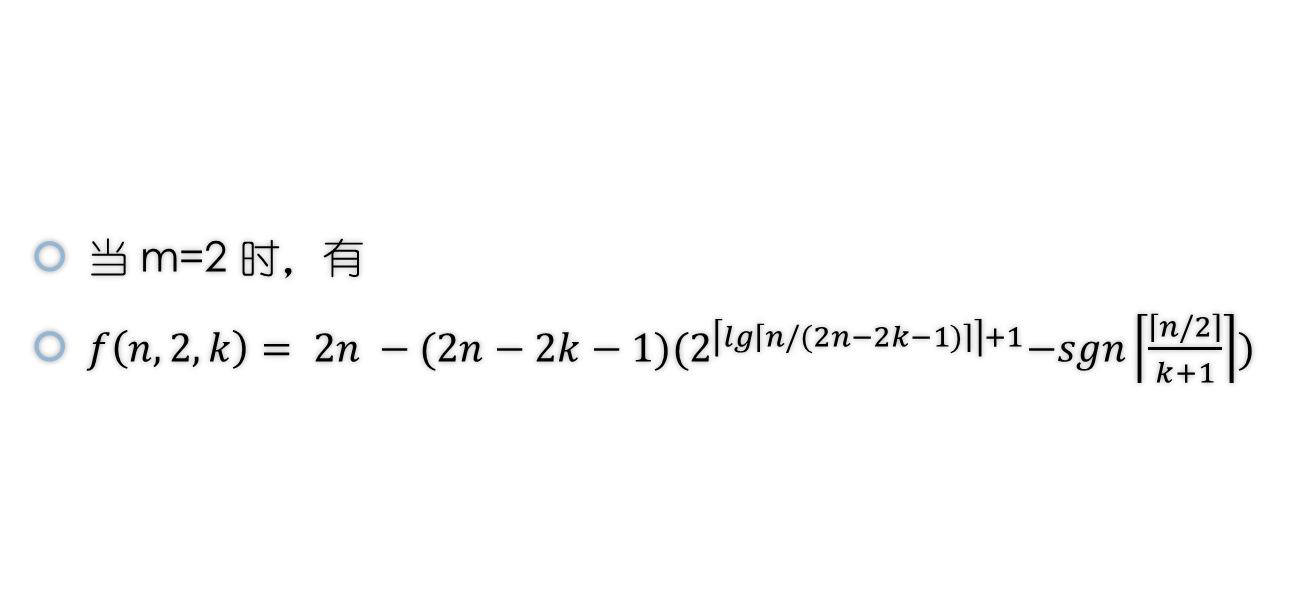 当 m=2 时，有
f(n, 2, k) = 2n − (2n − 2k − 1)(2^{⌈lg⌈n/(2n−2k−1)⌉⌉+1} − sgn ⌈⌈n/2⌉/(k+1)⌉)